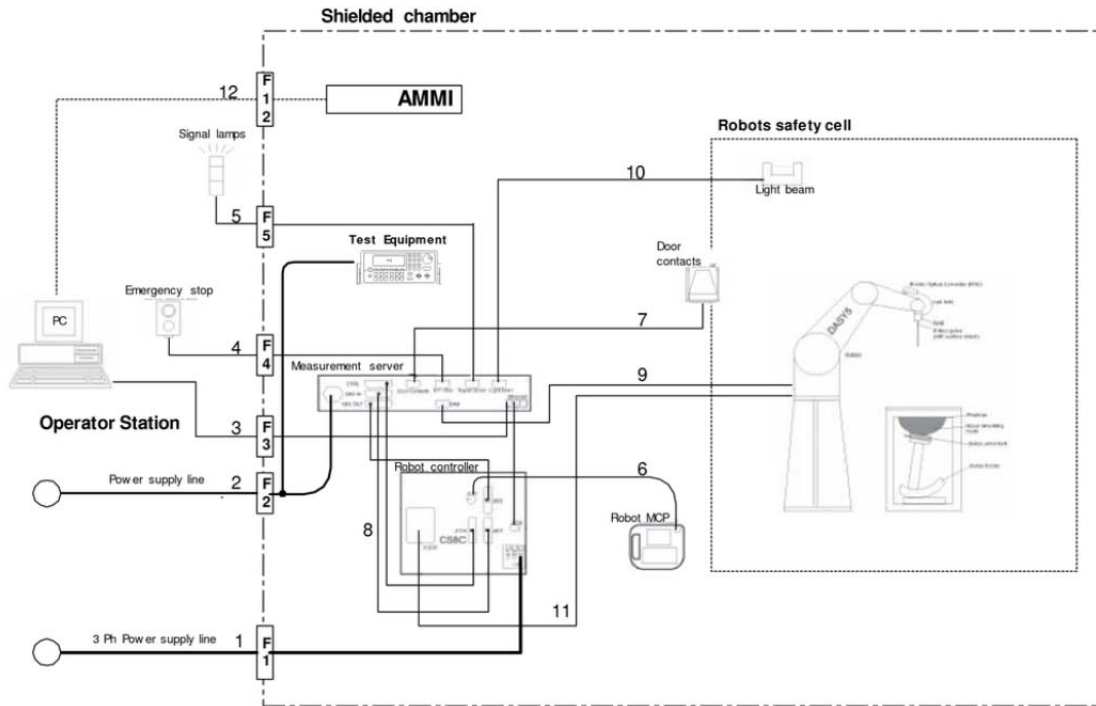 Shielded chamber
F
1
2
12
AMMI
Signal lamps
Robots safety cell
10
Light beam
5
F
5
Test Equipment
Door
contacts
Emergency stop
PC
7
DASY5
4
F
4
Measurement server
9
Operator Station
3
F
3
Robot controller
6
Power supply line
2
F
2
Robot MCP
8
CS8C
11
3 Ph Power supply line
1
F
1